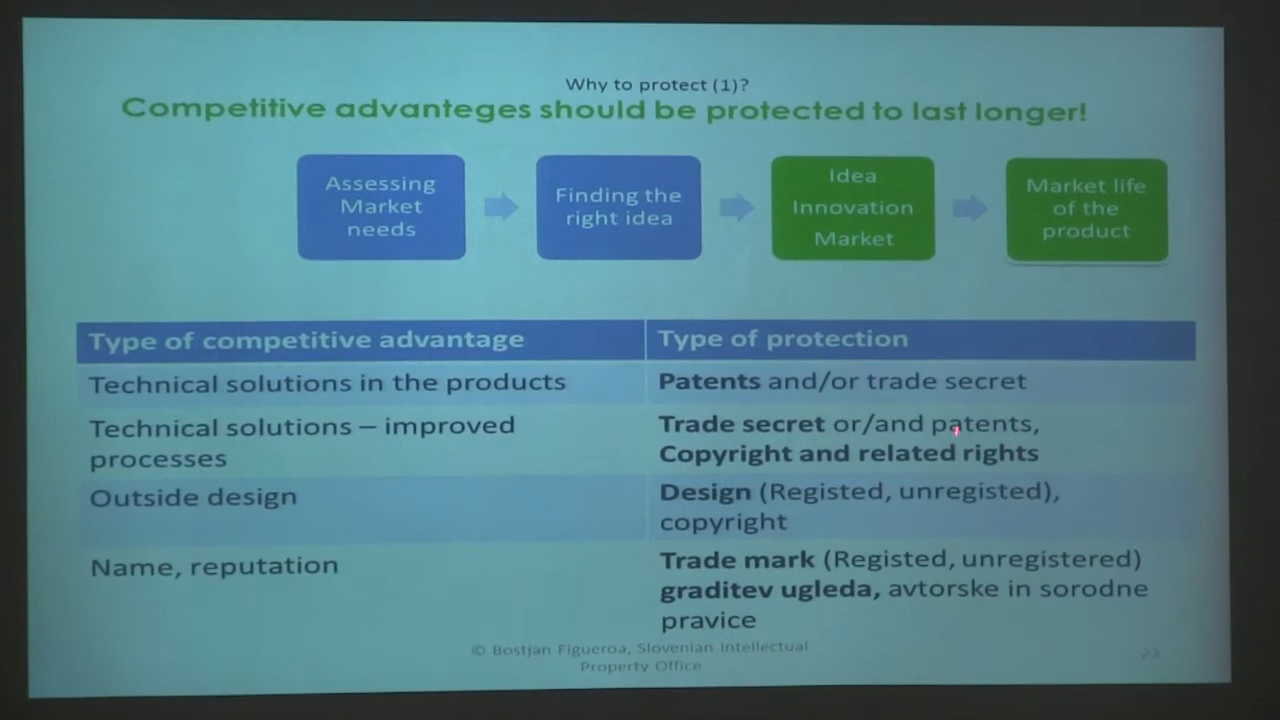 Why to protect (1)?
Competitive advanteges should be protected to last longer!
Assessing
Market
needs
Finding the
right idea
Idea
Innovation
Market
Market life
of the
product
Type of competitive advantage
Type of protection
Technical solutions in the products
Patents and/or trade secret
Technical solutions – improved
processes
Trade secret or/and patents,
Copyright and related rights
Outside design
Design (Registed, unregisted),
copyright
Name, reputation
Trade mark (Registed, unregistered)
graditev ugleda, avtorske in sorodne
pravice
© Bostjan Figueroa, Slovenian Intellectual
Property Office
23